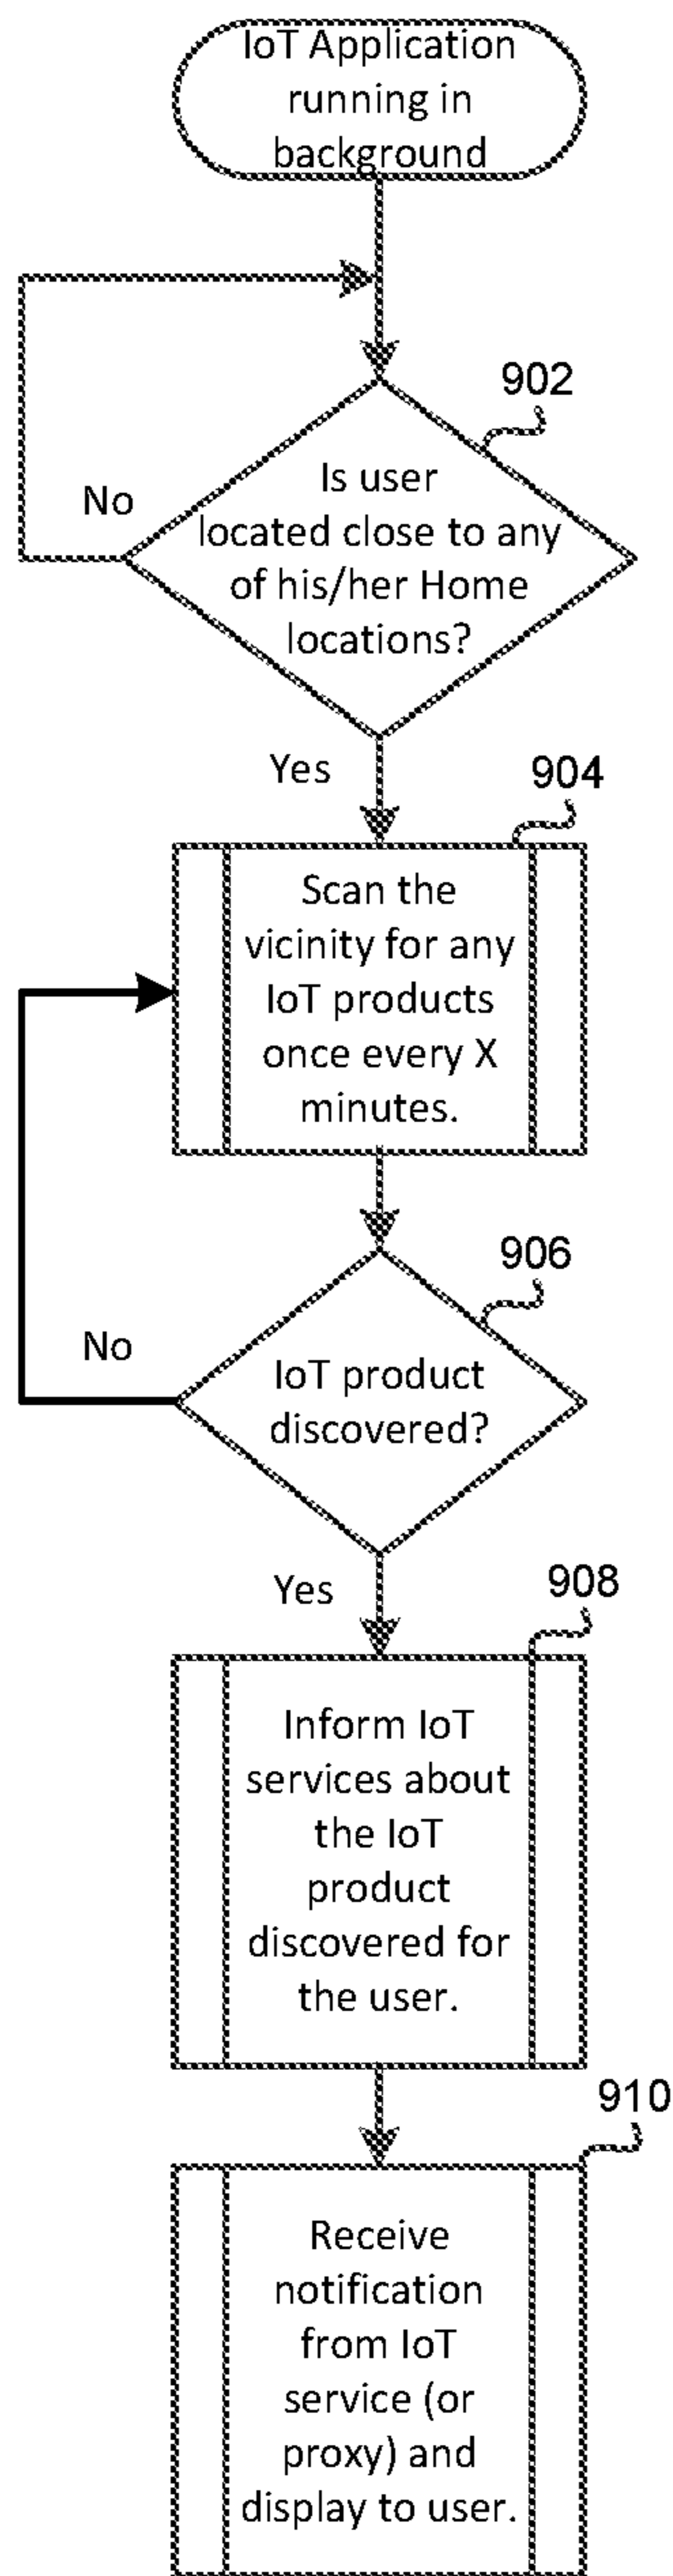 IoT Application
running in
background
902
Is user
located close to any
of his/her Home
locations?
No
Yes
904
Scan the
vicinity for any
IoT products
once every X
minutes.
906
No
IoT product
discovered?
Yes
908
Inform IoT
services about
the IoT
product
discovered for
the user.
910
Receive
notification
from IoT
service (or
proxy) and
display to user.